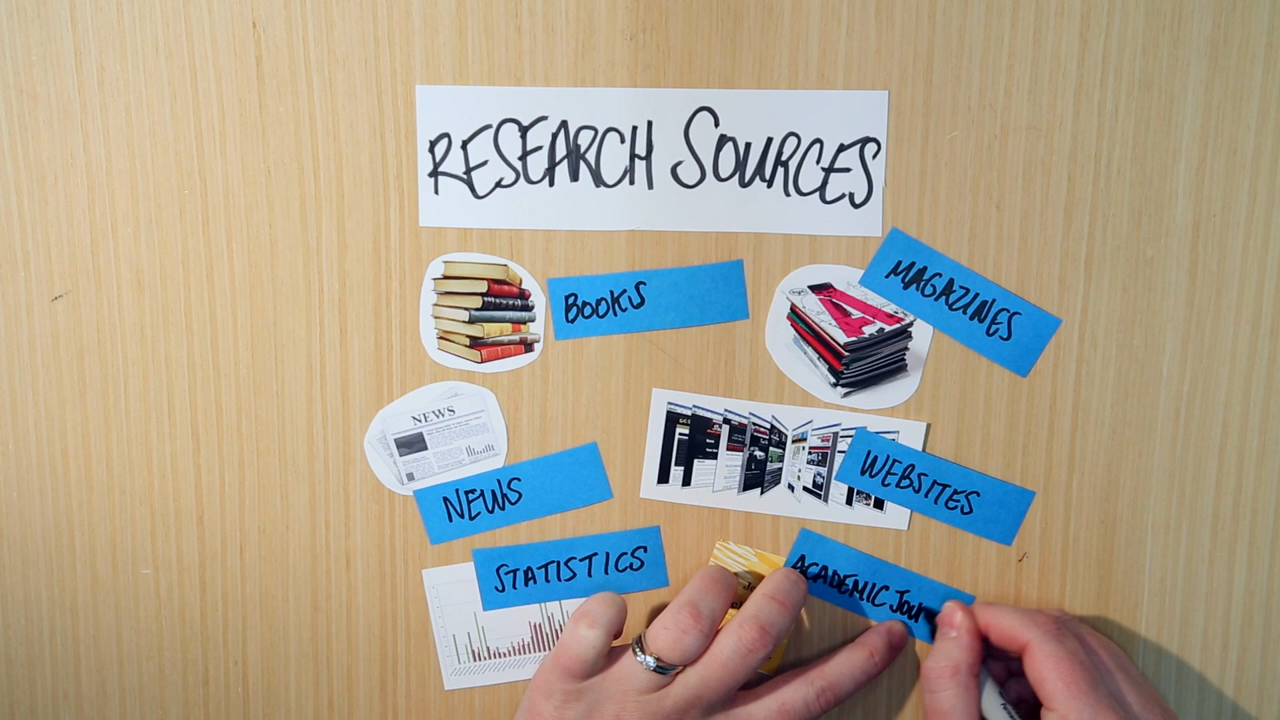 RESEARCH SOURCES
BOOKS
MAGAZINES
NEWS
NEWS
WEBSITES
STATISTICS
ACADEMIC JOU